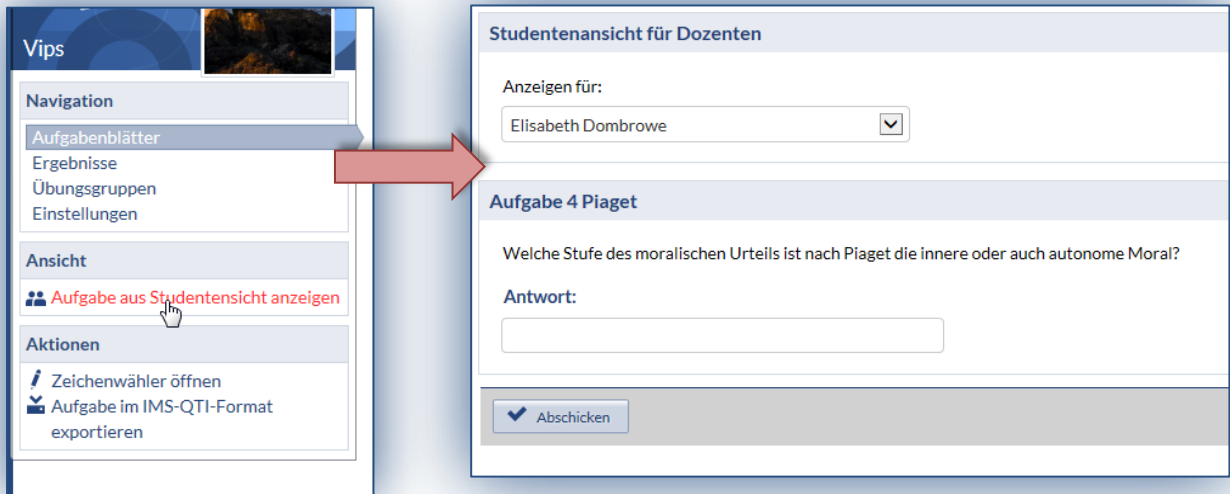 Vips
Navigation
Aufgabenblätter
Ergebnisse
Übungsgruppen
Einstellungen
Ansicht
Aufgabe aus Studentensicht anzeigen
Aktionen
Zeichenwähler öffnen
Aufgabe im IMS-QTI-Format
exportieren
Studentenansicht für Dozenten
Anzeigen für:
Elisabeth Dombrowe
Aufgabe 4 Piaget
Welche Stufe des moralischen Urteils ist nach Piaget die innere oder auch autonome Moral?
Antwort:
Abschicken